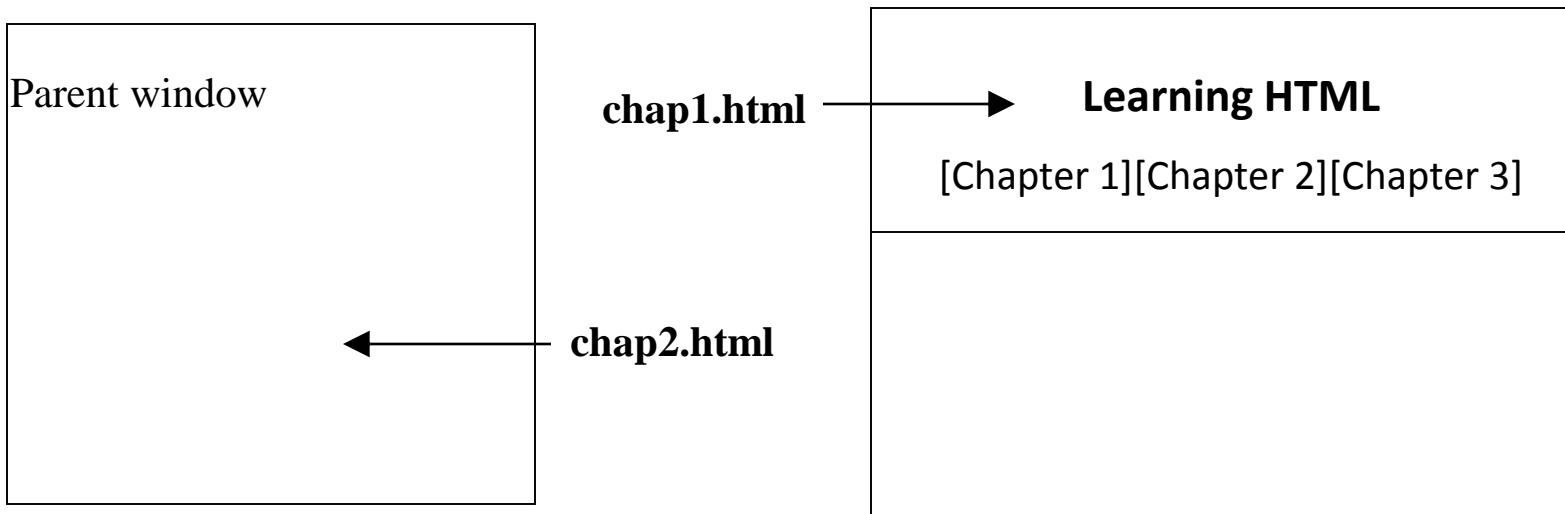 Parent window
chap1.html
Learning HTML
[Chapter 1][Chapter 2][Chapter 3]
chap2.html